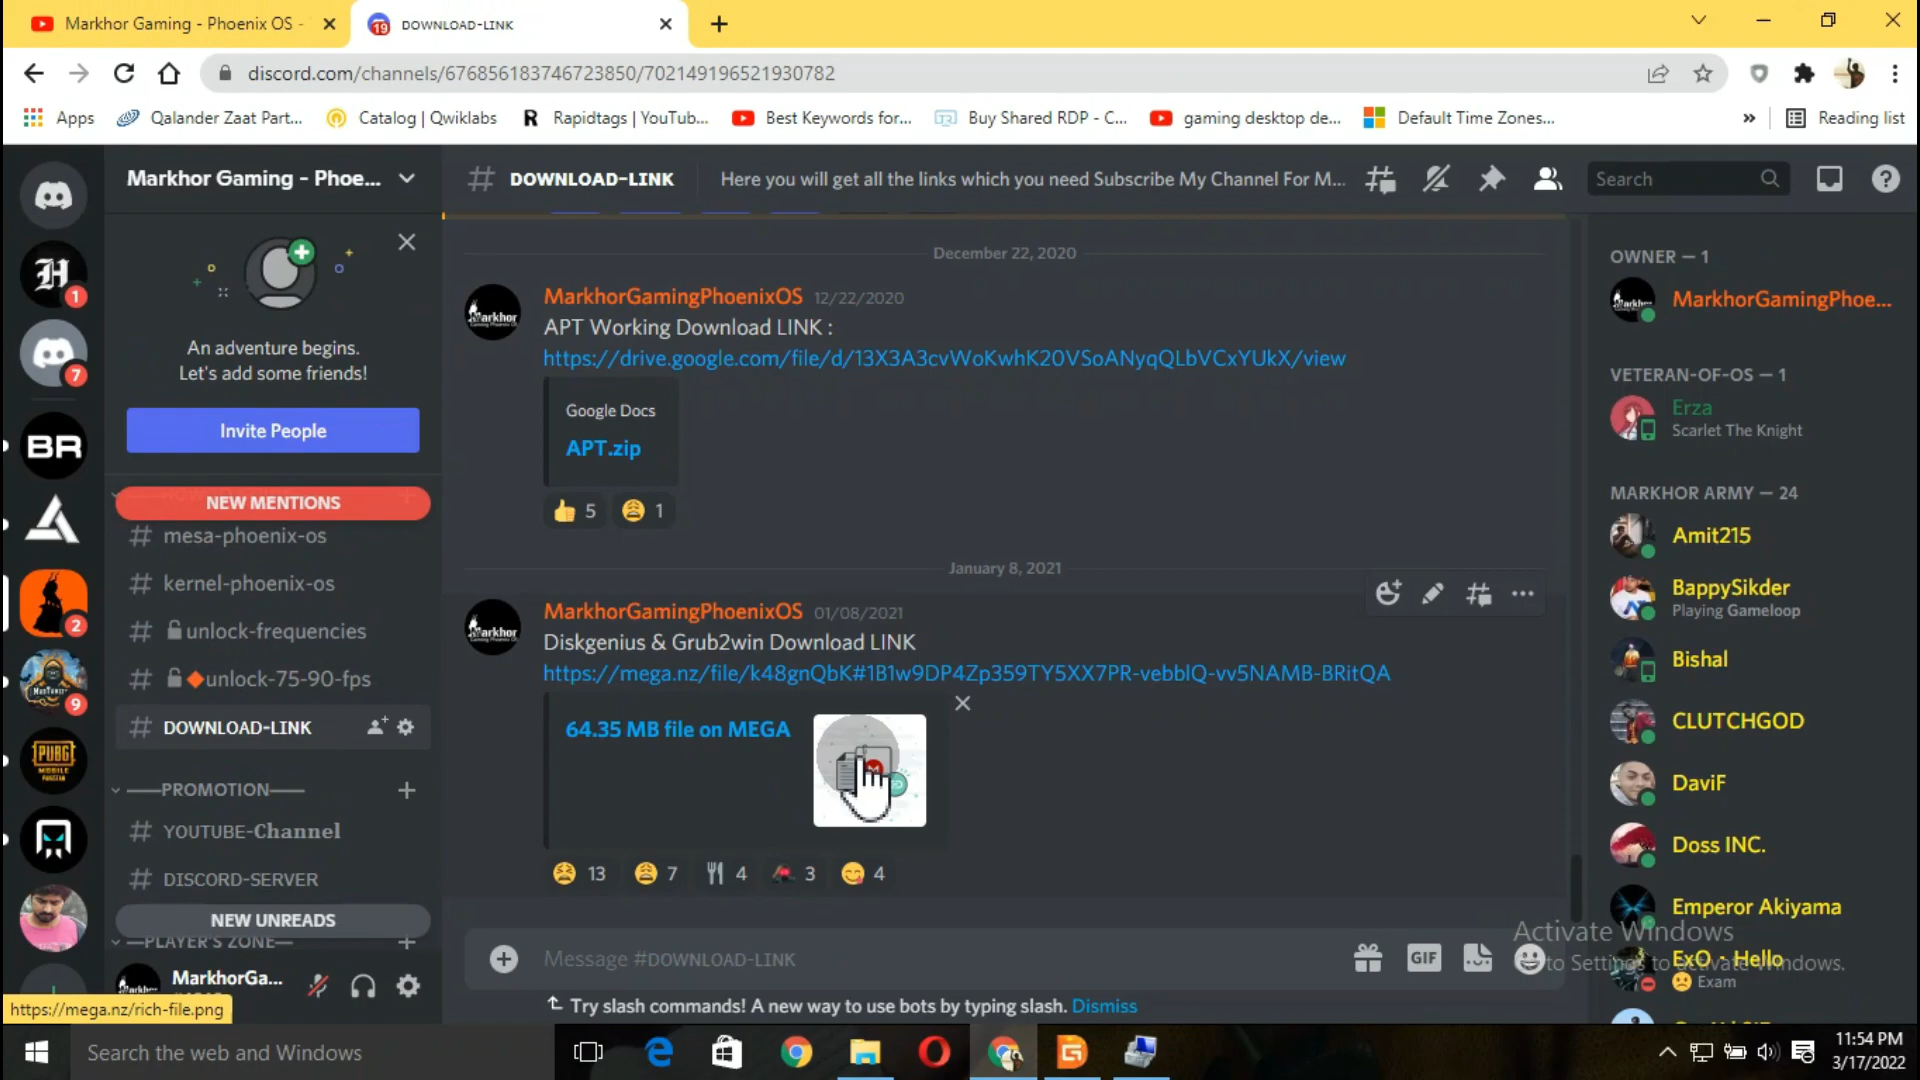 Markhor Gaming - Phoenix OS -
DOWNLOAD-LINK
discord.com/channels/676856183746723850/702149196521930782
Apps
Qalander Zaat Part...
Catalog | Qwiklabs
Rapidtags | YouTub...
Best Keywords for...
Buy Shared RDP - C...
gaming desktop de...
Default Time Zones...
»
Reading list
Markhor Gaming - Phoe...
# DOWNLOAD-LINK
Here you will get all the links which you need Subscribe My Channel For M...
Search
An adventure begins.
Let's add some friends!
Invite People
NEW MENTIONS
# mesa-phoenix-os
# kernel-phoenix-os
# unlock-frequencies
# unlock-75-90-fps
# DOWNLOAD-LINK
——PROMOTION——
# YOUTUBE-Channel
# DISCORD-SERVER
NEW UNREADS
—PLAYER'S ZONE—
MarkhorGa...
https://mega.nz/rich-file.png
1
7
BR
2
9
PUBG
MOBILE
December 22, 2020
MarkhorGamingPhoenixOS 12/22/2020
APT Working Download LINK :
https://drive.google.com/file/d/13X3A3cvWoKwhK20VSoANyqQLbVCxYUkX/view
Google Docs
APT.zip
5
1
January 8, 2021
MarkhorGamingPhoenixOS 01/08/2021
Diskgenius & Grub2win Download LINK
https://mega.nz/file/k48gnQbK#1B1w9DP4Zp359TY5XX7PR-vebblQ-vv5NAMB-BRitQA
64.35 MB file on MEGA
13
7
4
3
4
Message #DOWNLOAD-LINK
GIF
Try slash commands! A new way to use bots by typing slash. Dismiss
OWNER — 1
MarkhorGamingPhoe...
VETERAN-OF-OS — 1
Erza
Scarlet The Knight
MARKHOR ARMY — 24
Amit215
BappySikder
Playing Gameloop
Bishal
CLUTCHGOD
DaviF
Doss INC.
Emperor Akiyama
Activate Windows
Go to Settings to activate Windows.
Exam
Search the web and Windows
11:54 PM
3/17/2022